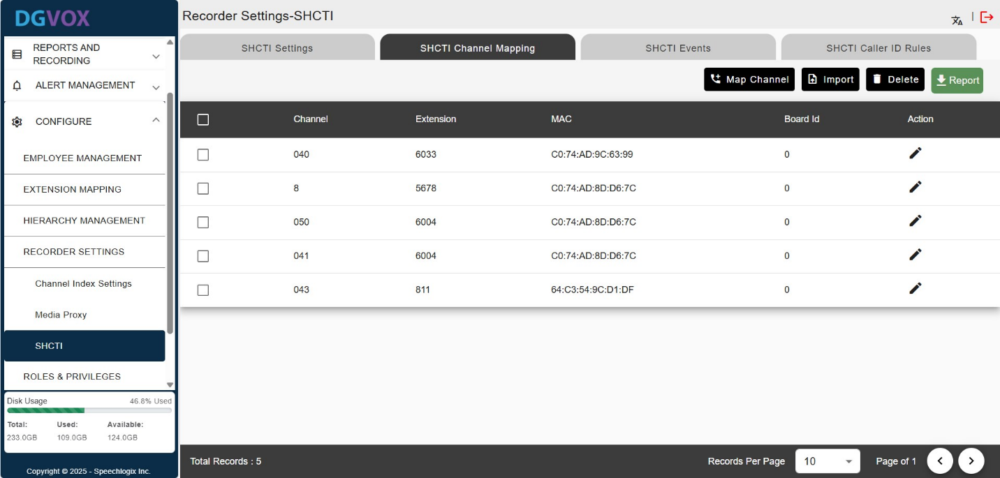 DGVOX
Recorder Settings-SHCTI
|
REPORTS AND
RECORDING
ALERT MANAGEMENT
CONFIGURE
EMPLOYEE MANAGEMENT
EXTENSION MAPPING
HIERARCHY MANAGEMENT
RECORDER SETTINGS
Channel Index Settings
Media Proxy
SHCTI
ROLES & PRIVILEGES
Disk Usage 46.8% Used
Total: Used: Available:
233.0GB 109.0GB 124.0GB
Copyright © 2025 - Speechlogix Inc.
SHCTI Settings SHCTI Channel Mapping SHCTI Events SHCTI Caller ID Rules
Map Channel Import Delete Report
Channel Extension MAC Board Id Action
040 6033 C0:74:AD:9C:63:99 0
8 5678 C0:74:AD:8D:D6:7C 0
050 6004 C0:74:AD:8D:D6:7C 0
041 6004 C0:74:AD:8D:D6:7C 0
043 811 64:C3:54:9C:D1:DF 0
Total Records : 5 Records Per Page 10 Page of 1